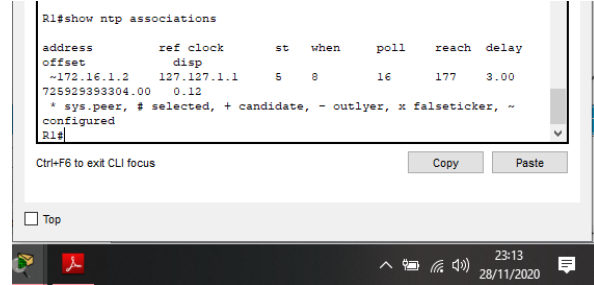 R1#show ntp associations
address ref clock st when poll reach delay
offset disp
~172.16.1.2 127.127.1.1 5 8 16 177 3.00
725929393304.00 0.12
* sys.peer, # selected, + candidate, - outlyer, x falseticker, ~
configured
R1#
Ctrl+F6 to exit CLI focus Copy Paste
Top
23:13
28/11/2020